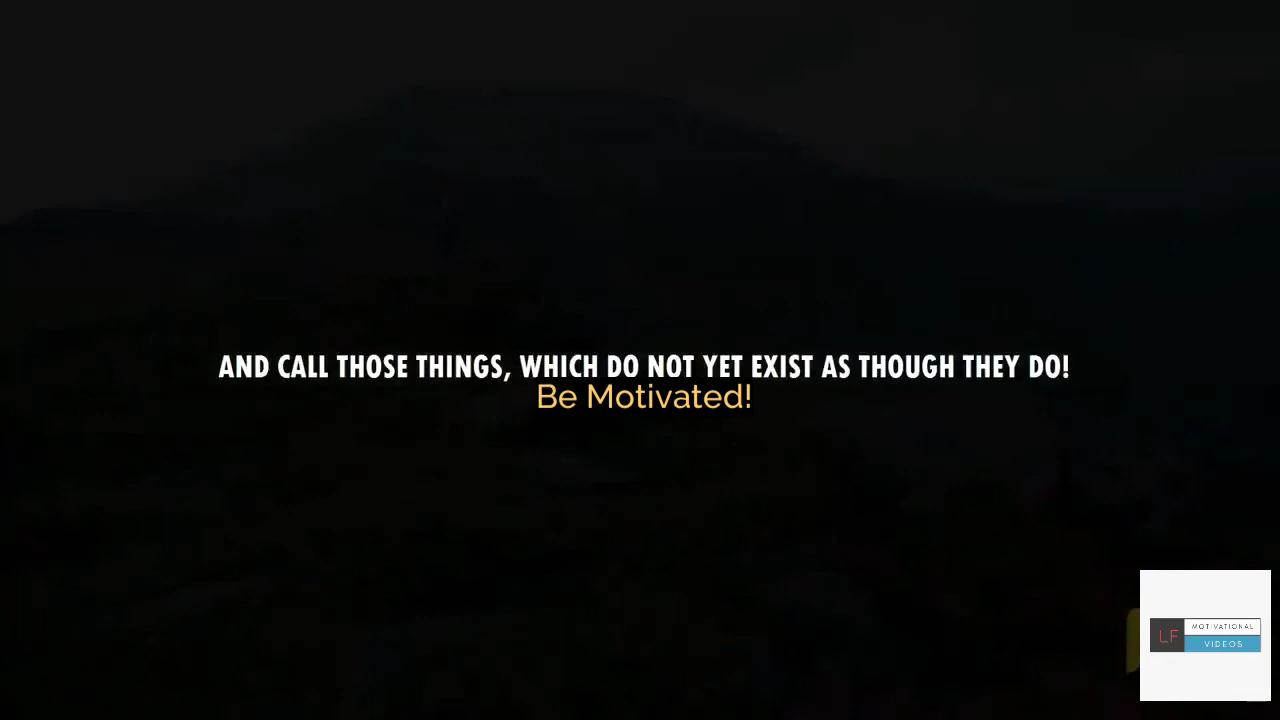 AND CALL THOSE THINGS, WHICH DO NOT YET EXIST AS THOUGH THEY DO!
Be Motivated!
LF
MOTIVATIONAL
VIDEOS